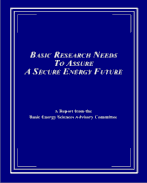 BASIC RESEARCH NEEDS
TO ASSURE
A SECURE ENERGY FUTURE
A Report from the
Basic Energy Sciences Advisory Committee